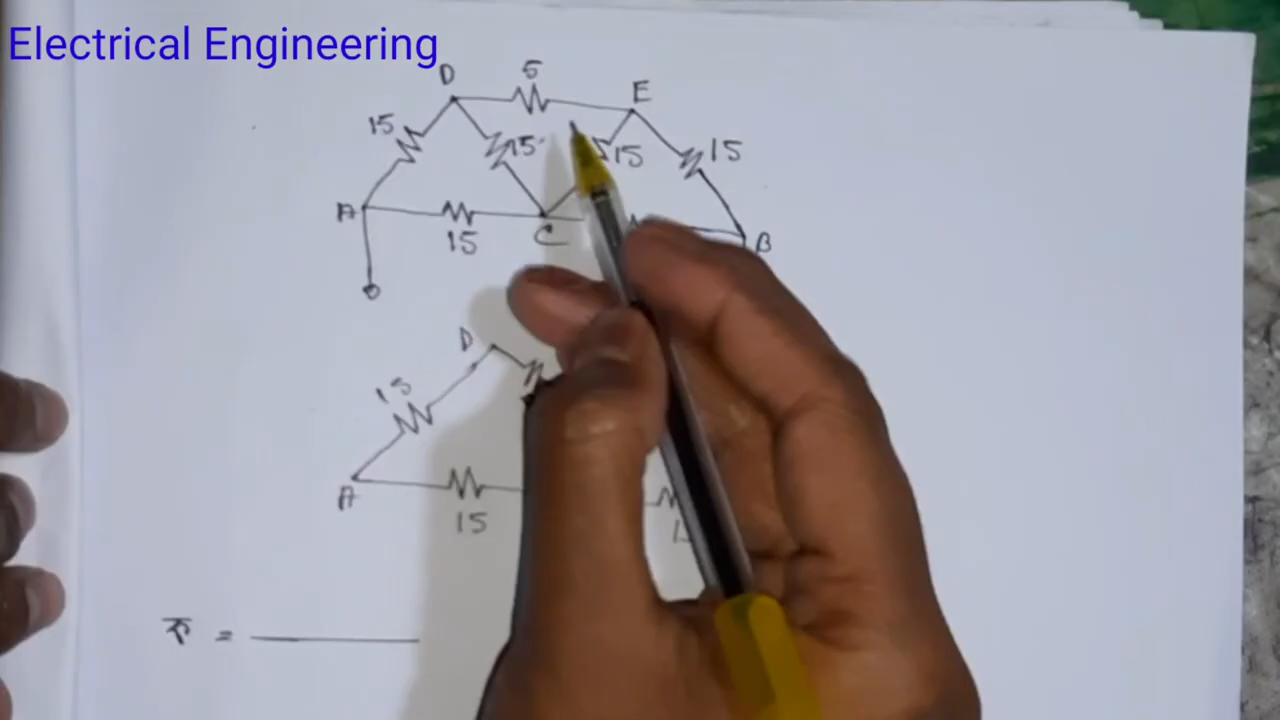 Electrical Engineering
D 5 E
15 15 15 15
A 15 C B
D
15
A 15
r =